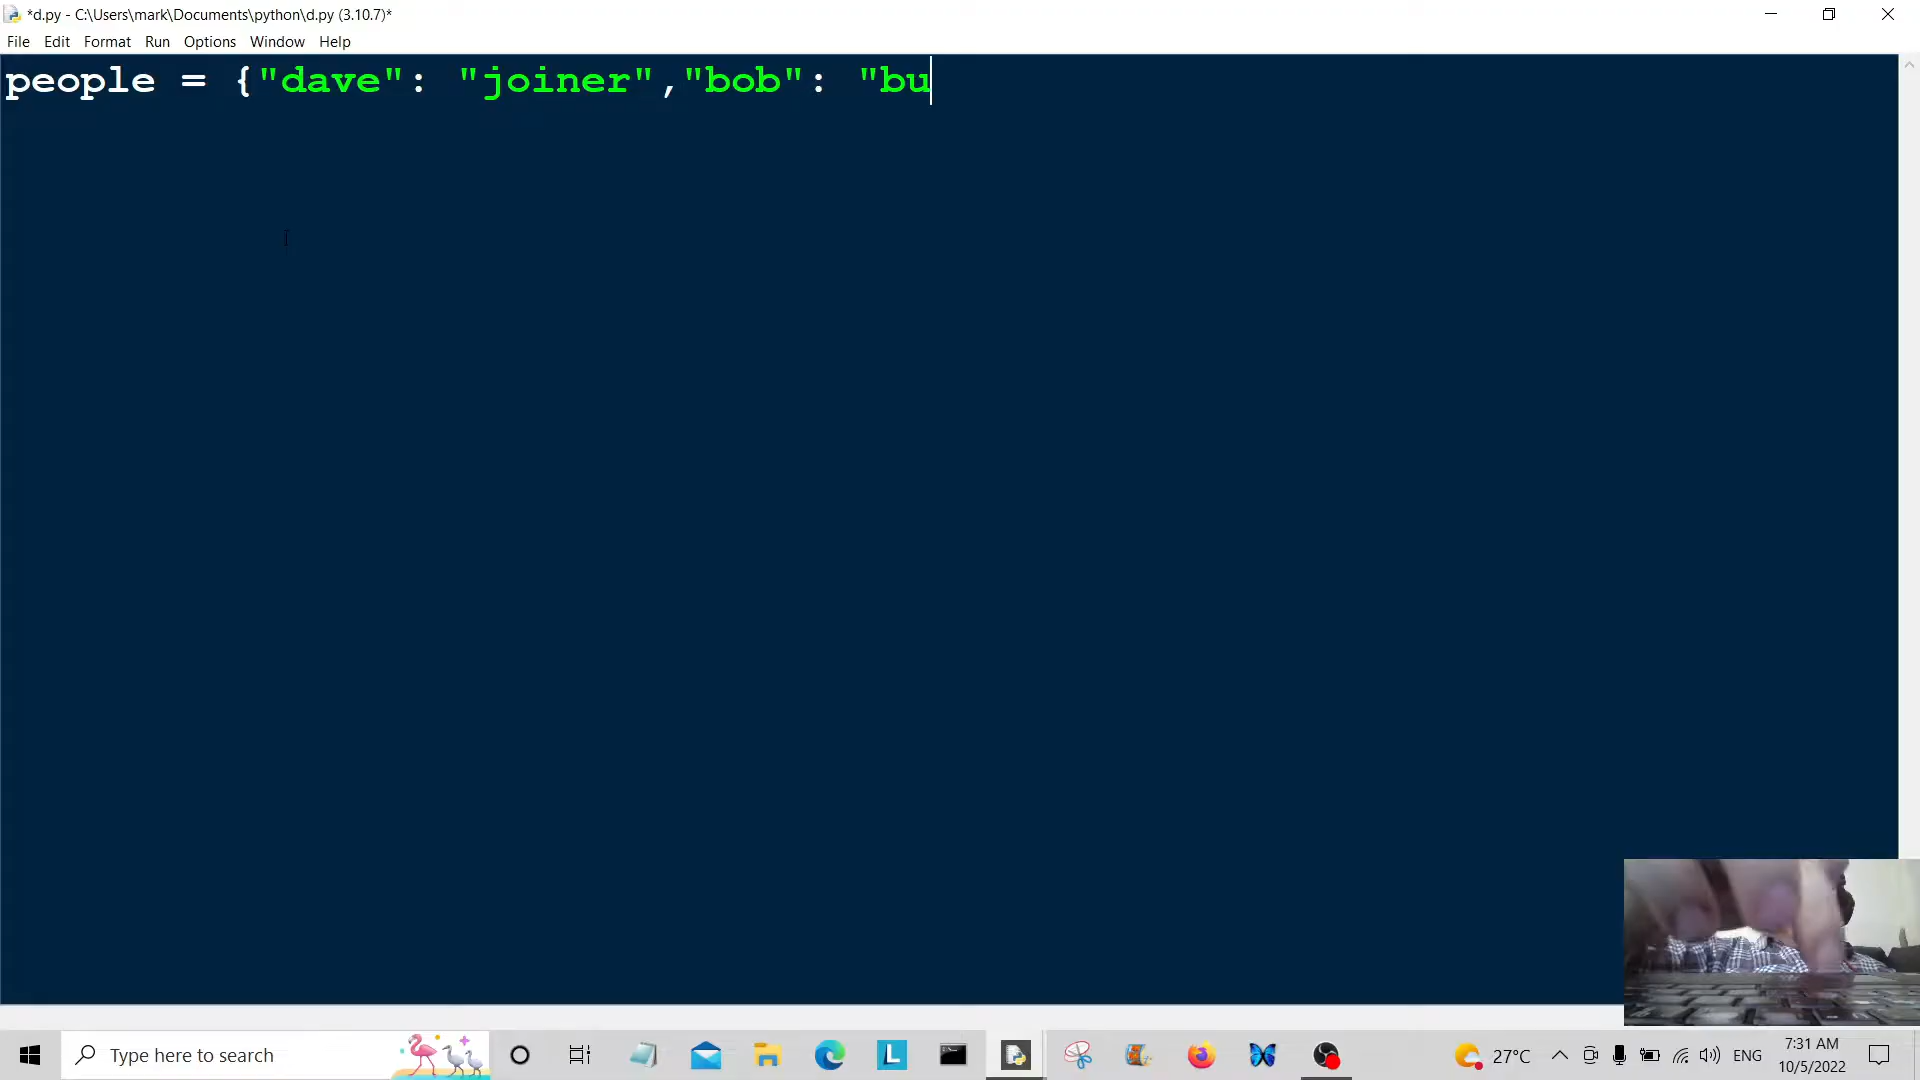 *d.py - C:\Users\mark\Documents\python\d.py (3.10.7)*
File Edit Format Run Options Window Help
people = {"dave": "joiner","bob": "bu
Type here to search
L
27°C
ENG
7:31 AM
10/5/2022